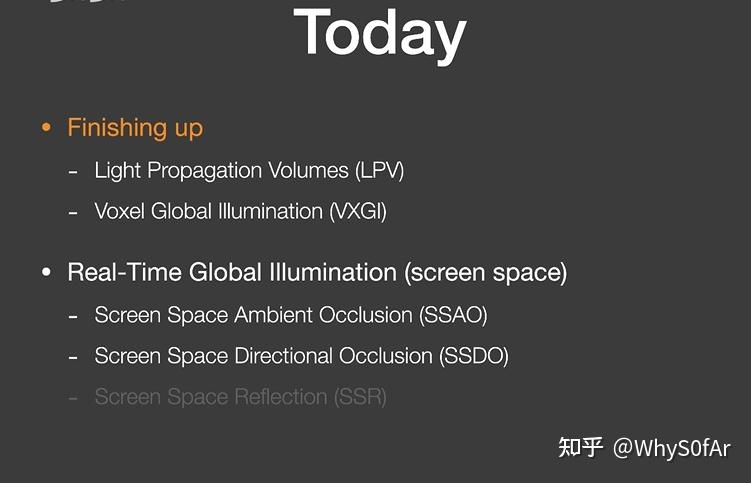 Today
• Finishing up
- Light Propagation Volumes (LPV)
- Voxel Global Illumination (VXGI)
• Real-Time Global Illumination (screen space)
- Screen Space Ambient Occlusion (SSAO)
- Screen Space Directional Occlusion (SSDO)
- Screen Space Reflection (SSR)
知乎 @WhyS0fAr